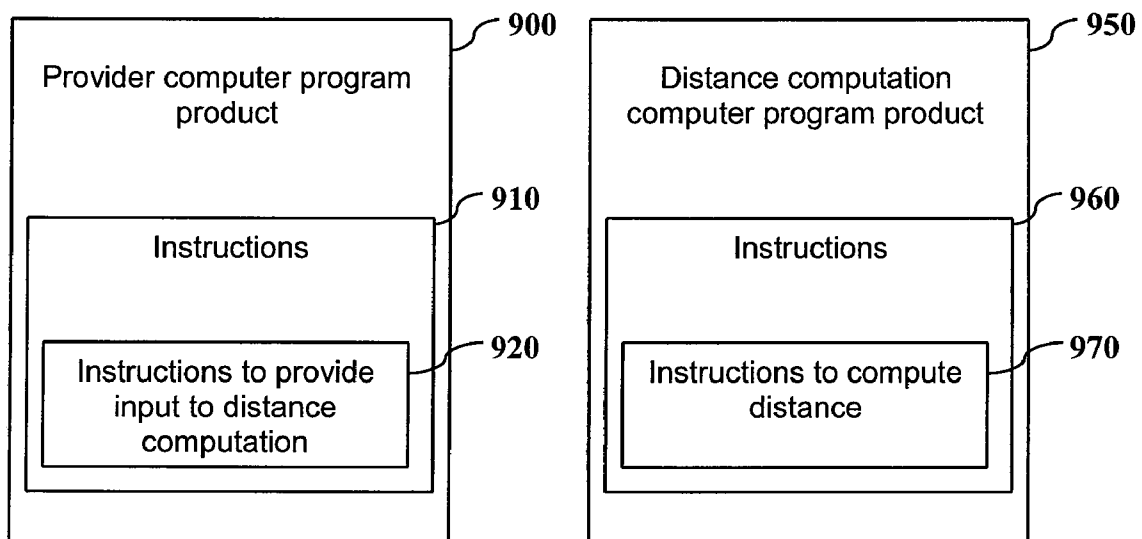 900
Provider computer program
product
910
Instructions
920
Instructions to provide
input to distance
computation
950
Distance computation
computer program product
960
Instructions
970
Instructions to compute
distance